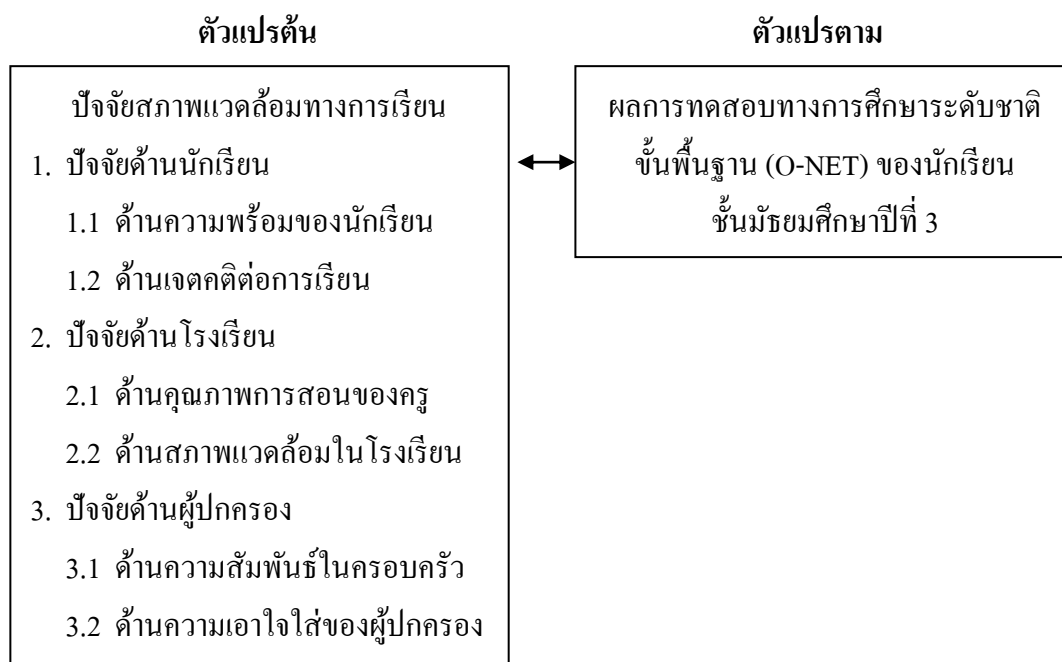 ตัวแปรต้น
ปัจจัยสภาพแวดล้อมทางการเรียน
1. ปัจจัยด้านนักเรียน
1.1 ด้านความพร้อมของนักเรียน
1.2 ด้านเจตคติต่อการเรียน
2. ปัจจัยด้านโรงเรียน
2.1 ด้านคุณภาพการสอนของครู
2.2 ด้านสภาพแวดล้อมในโรงเรียน
3. ปัจจัยด้านผู้ปกครอง
3.1 ด้านความสัมพันธ์ในครอบครัว
3.2 ด้านความเอาใจใส่ของผู้ปกครอง
ตัวแปรตาม
ผลการทดสอบทางการศึกษาระดับชาติ
ขั้นพื้นฐาน (O-NET) ของนักเรียน
ชั้นมัธยมศึกษาปีที่ 3